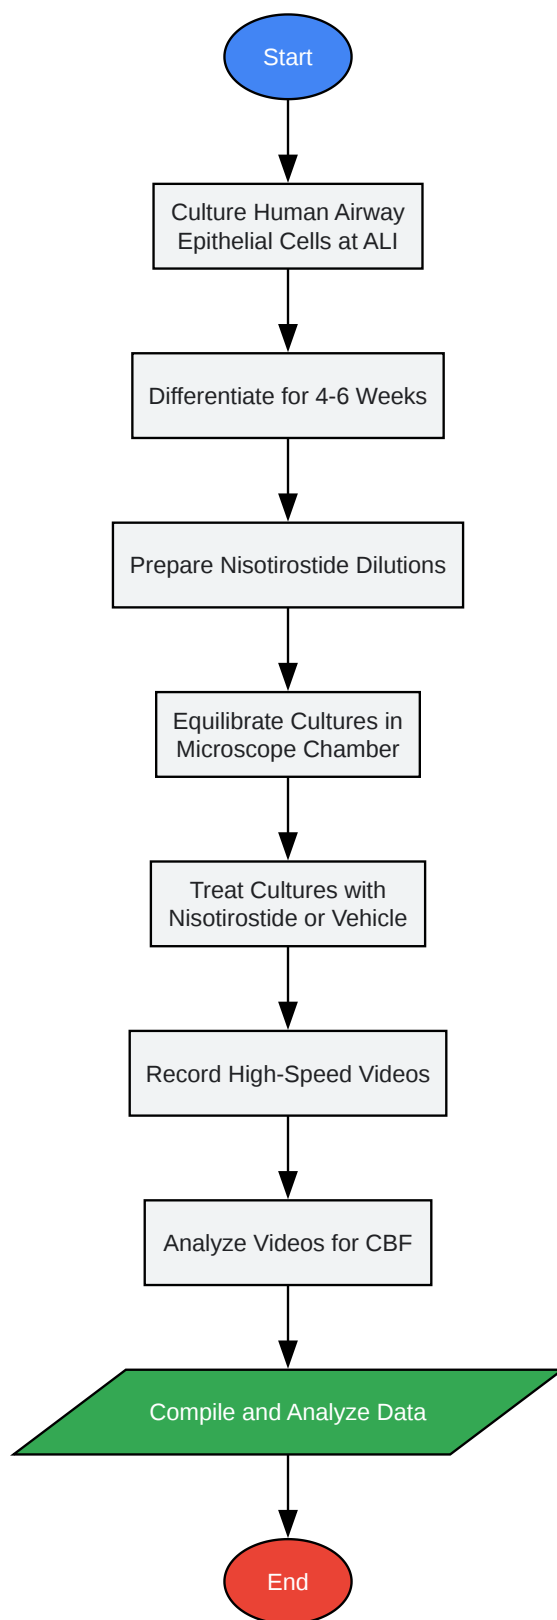 Start
Culture Human Airway
Epithelial Cells at ALI
Differentiate for 4-6 Weeks
Prepare Nisotirostide Dilutions
Equilibrate Cultures in
Microscope Chamber
Treat Cultures with
Nisotirostide or Vehicle
Record High-Speed Videos
Analyze Videos for CBF
Compile and Analyze Data
End